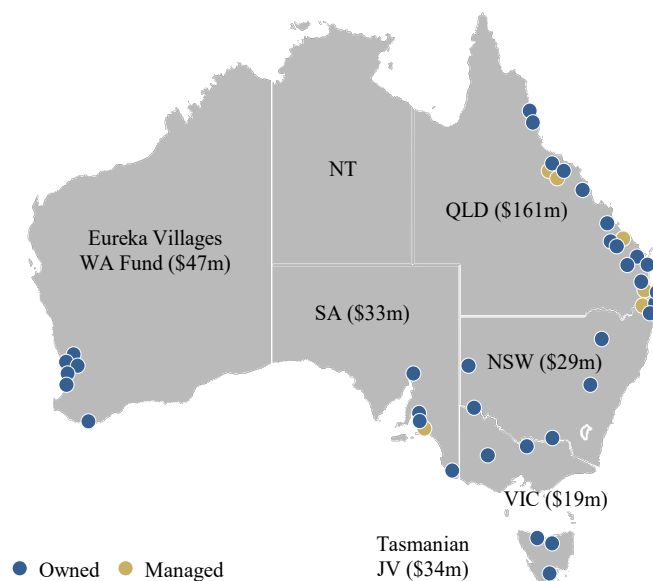 NT
QLD ($161m)
Eureka Villages
WA Fund ($47m)
SA ($33m)
NSW ($29m)
VIC ($19m)
Tasmanian
JV ($34m)
Owned
Managed